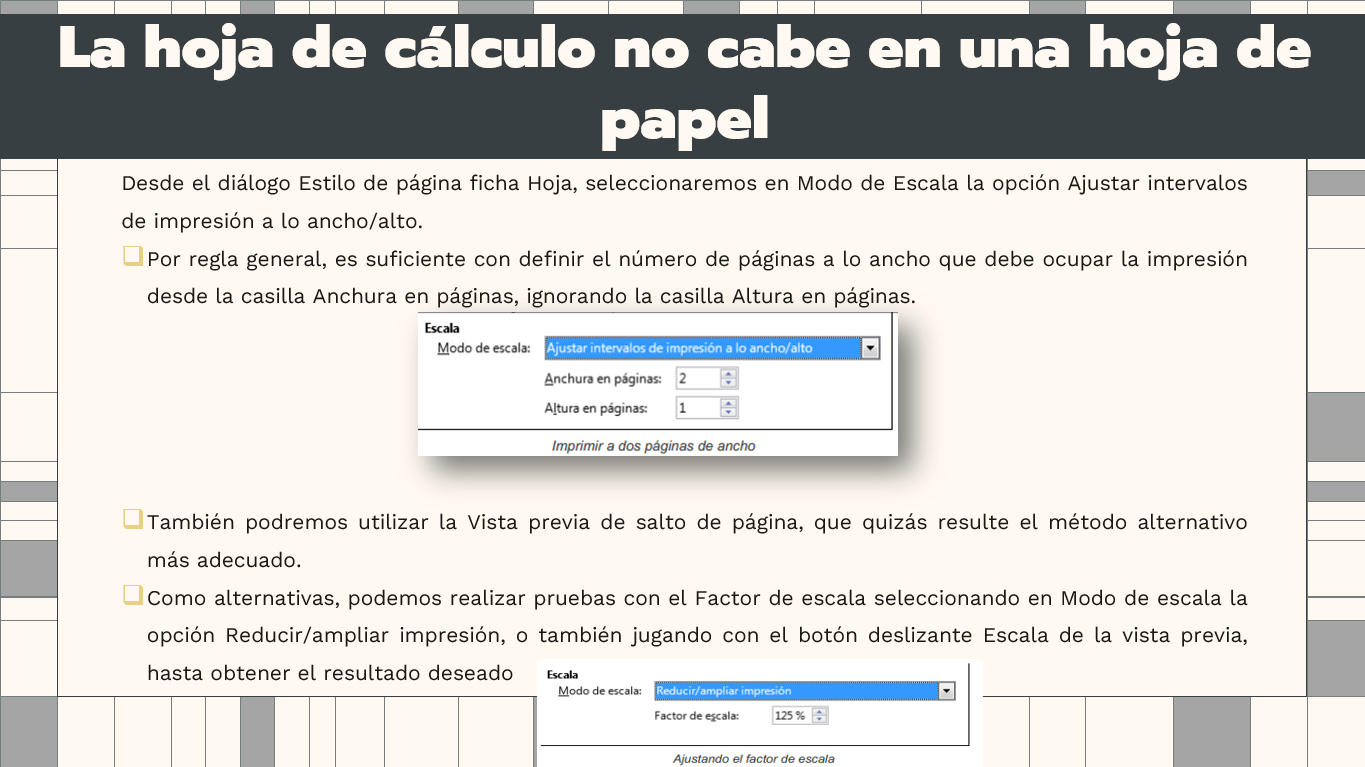 La hoja de cálculo no cabe en una hoja de
papel
Desde el diálogo Estilo de página ficha Hoja, seleccionaremos en Modo de Escala la opción Ajustar intervalos
de impresión a lo ancho/alto.
Por regla general, es suficiente con definir el número de páginas a lo ancho que debe ocupar la impresión
desde la casilla Anchura en páginas, ignorando la casilla Altura en páginas.
Escala
Modo de escala: Ajustar intervalos de impresión a lo ancho/alto
Anchura en páginas: 2
Altura en páginas: 1
Imprimir a dos páginas de ancho
También podremos utilizar la Vista previa de salto de página, que quizás resulte el método alternativo
más adecuado.
Como alternativas, podemos realizar pruebas con el Factor de escala seleccionando en Modo de escala la
opción Reducir/ampliar impresión, o también jugando con el botón deslizante Escala de la vista previa,
hasta obtener el resultado deseado
Escala
Modo de escala: Reducir/ampliar impresión
Factor de escala: 125 %
Ajustando el factor de escala